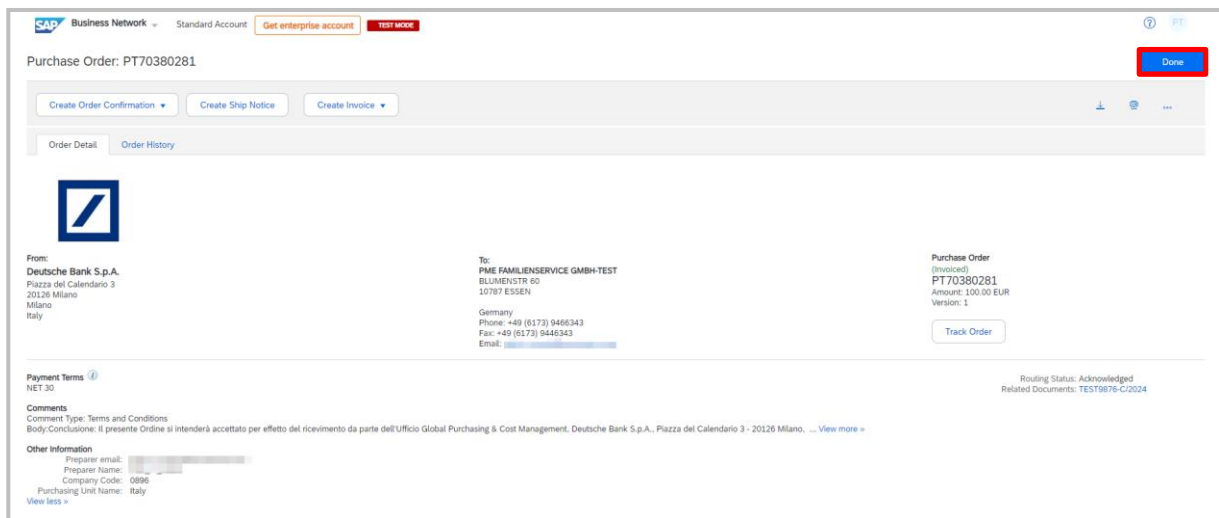 SAP Business Network Standard Account Get enterprise account TEST MODE ? PT
Purchase Order: PT70380281 Done
Create Order Confirmation Create Ship Notice Create Invoice ...
Order Detail Order History
From:
Deutsche Bank S.p.A.
Piazza del Calendario 3
20126 Milano
Milano
Italy
To:
PME FAMILIENSERVICE GMBH-TEST
BLUMENSTR 60
10787 ESSEN
Germany
Phone: +49 (6173) 9466343
Fax: +49 (6173) 9446343
Email:
Purchase Order
(Invoiced)
PT70380281
Amount: 100.00 EUR
Version: 1
Track Order
Payment Terms i
NET 30
Routing Status: Acknowledged
Related Documents: TEST9876-C/2024
Comments
Comment Type: Terms and Conditions
Body:Conclusione: Il presente Ordine si intenderà accettato per effetto del ricevimento da parte dell'Ufficio Global Purchasing & Cost Management, Deutsche Bank S.p.A., Piazza del Calendario 3 - 20126 Milano, ... View more »
Other Information
Preparer email:
Preparer Name:
Company Code: 0896
Purchasing Unit Name: Italy
View less »